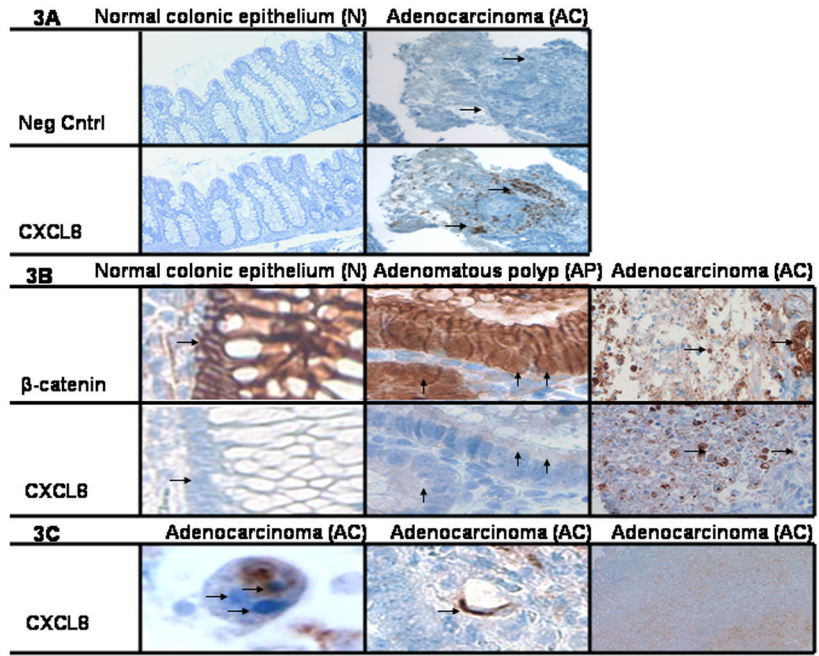 3A Normal colonic epithelium (N) Adenocarcinoma (AC)
Neg Cntrl
CXCL8
3B Normal colonic epithelium (N) Adenomatous polyp (AP) Adenocarcinoma (AC)
β-catenin
CXCL8
3C Adenocarcinoma (AC) Adenocarcinoma (AC) Adenocarcinoma (AC)
CXCL8